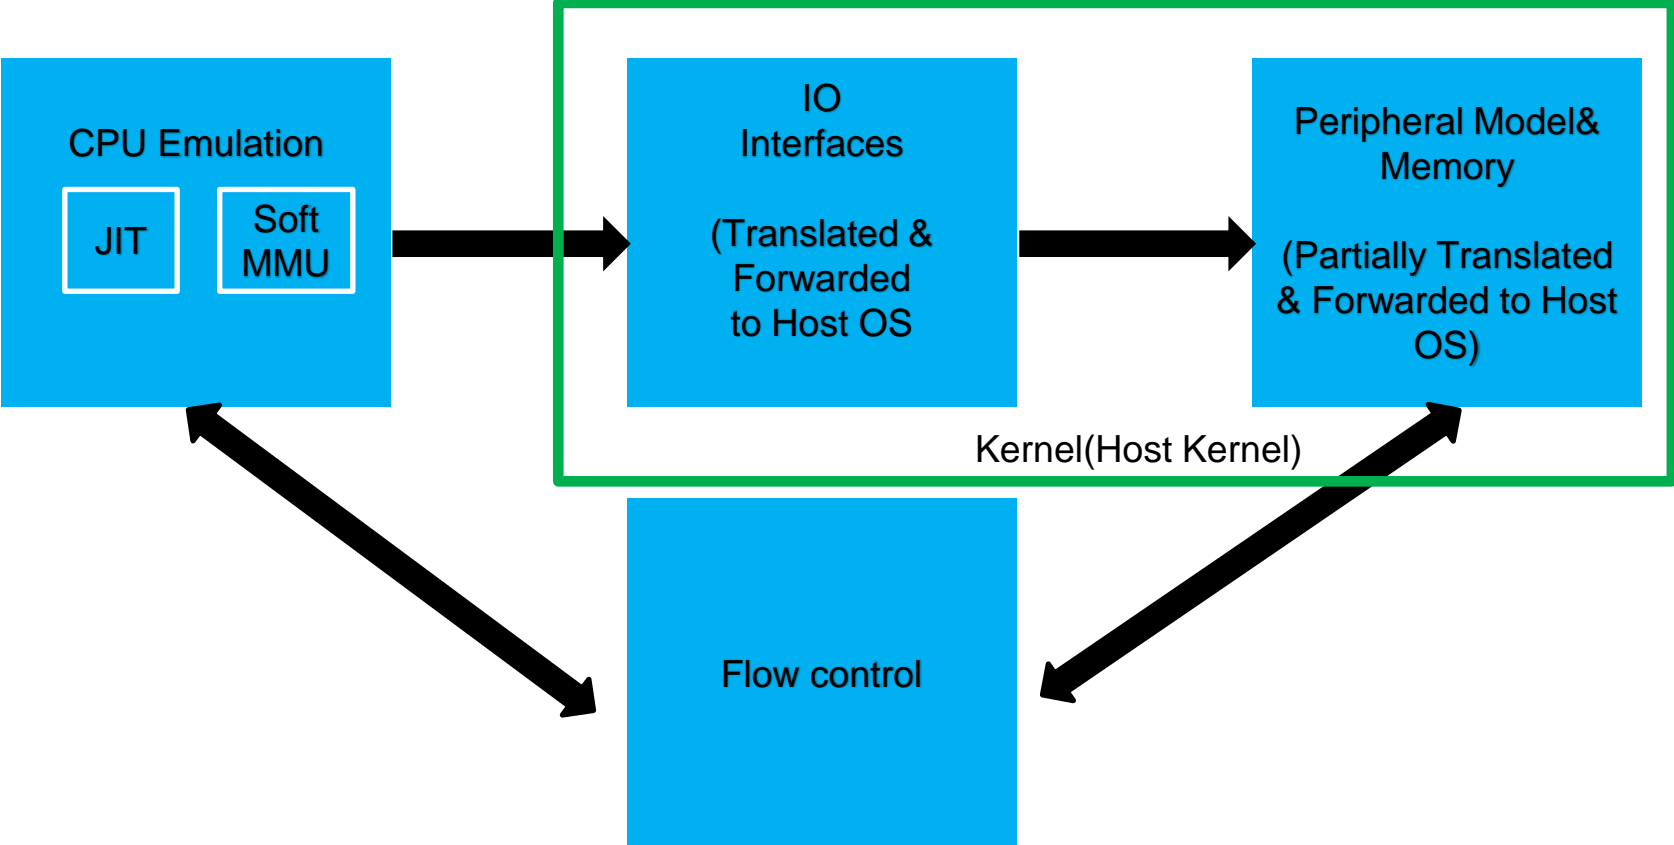 CPU Emulation
JIT
Soft
MMU
IO
Interfaces
(Translated &
Forwarded
to Host OS
Peripheral Model&
Memory
(Partially Translated
& Forwarded to Host
OS)
Kernel(Host Kernel)
Flow control